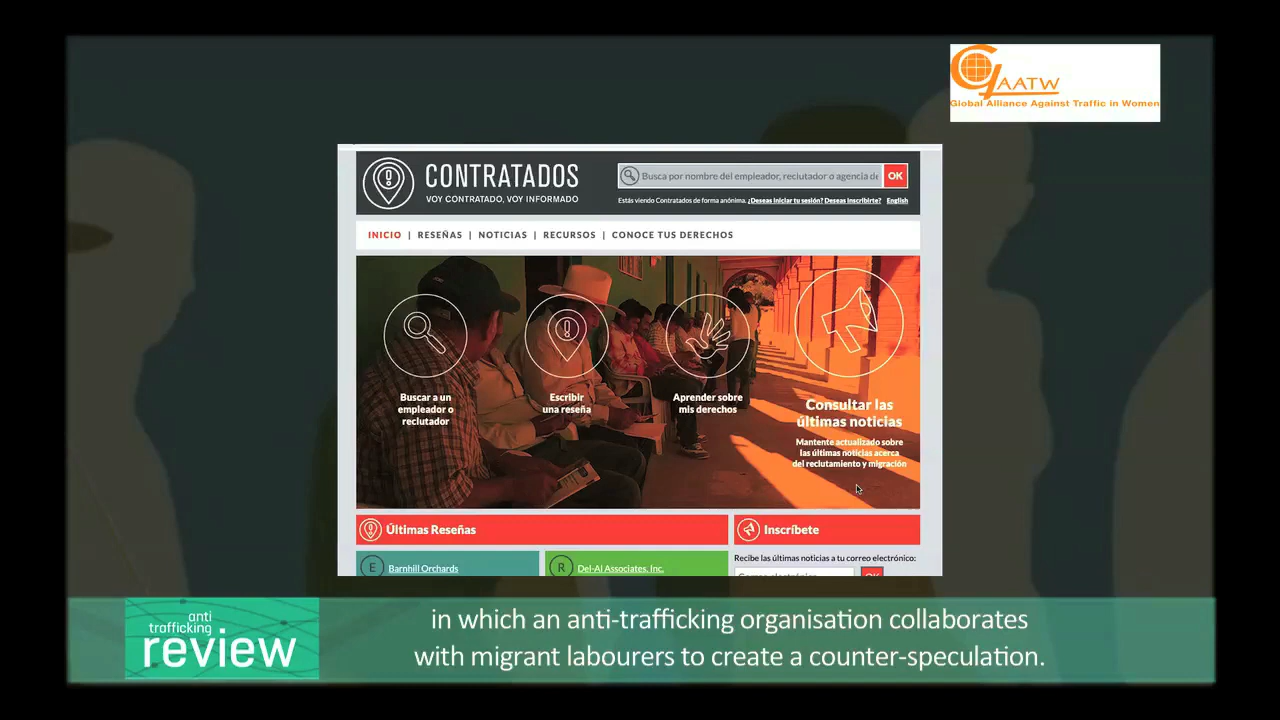 GAATW
Global Alliance Against Traffic in Women
CONTRATADOS
VOY CONTRATADO, VOY INFORMADO
Busca por nombre del empleador, reclutador o agencia de
OK
Estás viendo Contratados de forma anónima. ¿Deseas iniciar tu sesión? Deseas inscribirte? English
INICIO | RESEÑAS | NOTICIAS | RECURSOS | CONOCE TUS DERECHOS
Buscar a un
empleador o
reclutador
Escribir
una reseña
Aprender sobre
mis derechos
Consultar las
últimas noticias
Mantente actualizado sobre
las últimas noticias acerca
del reclutamiento y migración
Últimas Reseñas
Inscríbete
E Barnhill Orchards
R Del-Al Associates, Inc.
Recibe las últimas noticias a tu correo electrónico:
Correo electrónico
OK
anti
trafficking
review
in which an anti-trafficking organisation collaborates
with migrant labourers to create a counter-speculation.